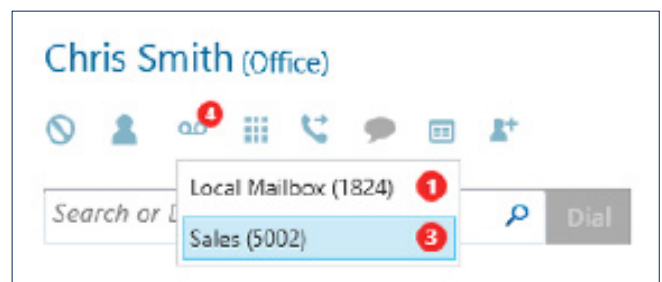 Chris Smith (Office)
4
Local Mailbox (1824) 1
Search or Dial
Sales (5002) 3